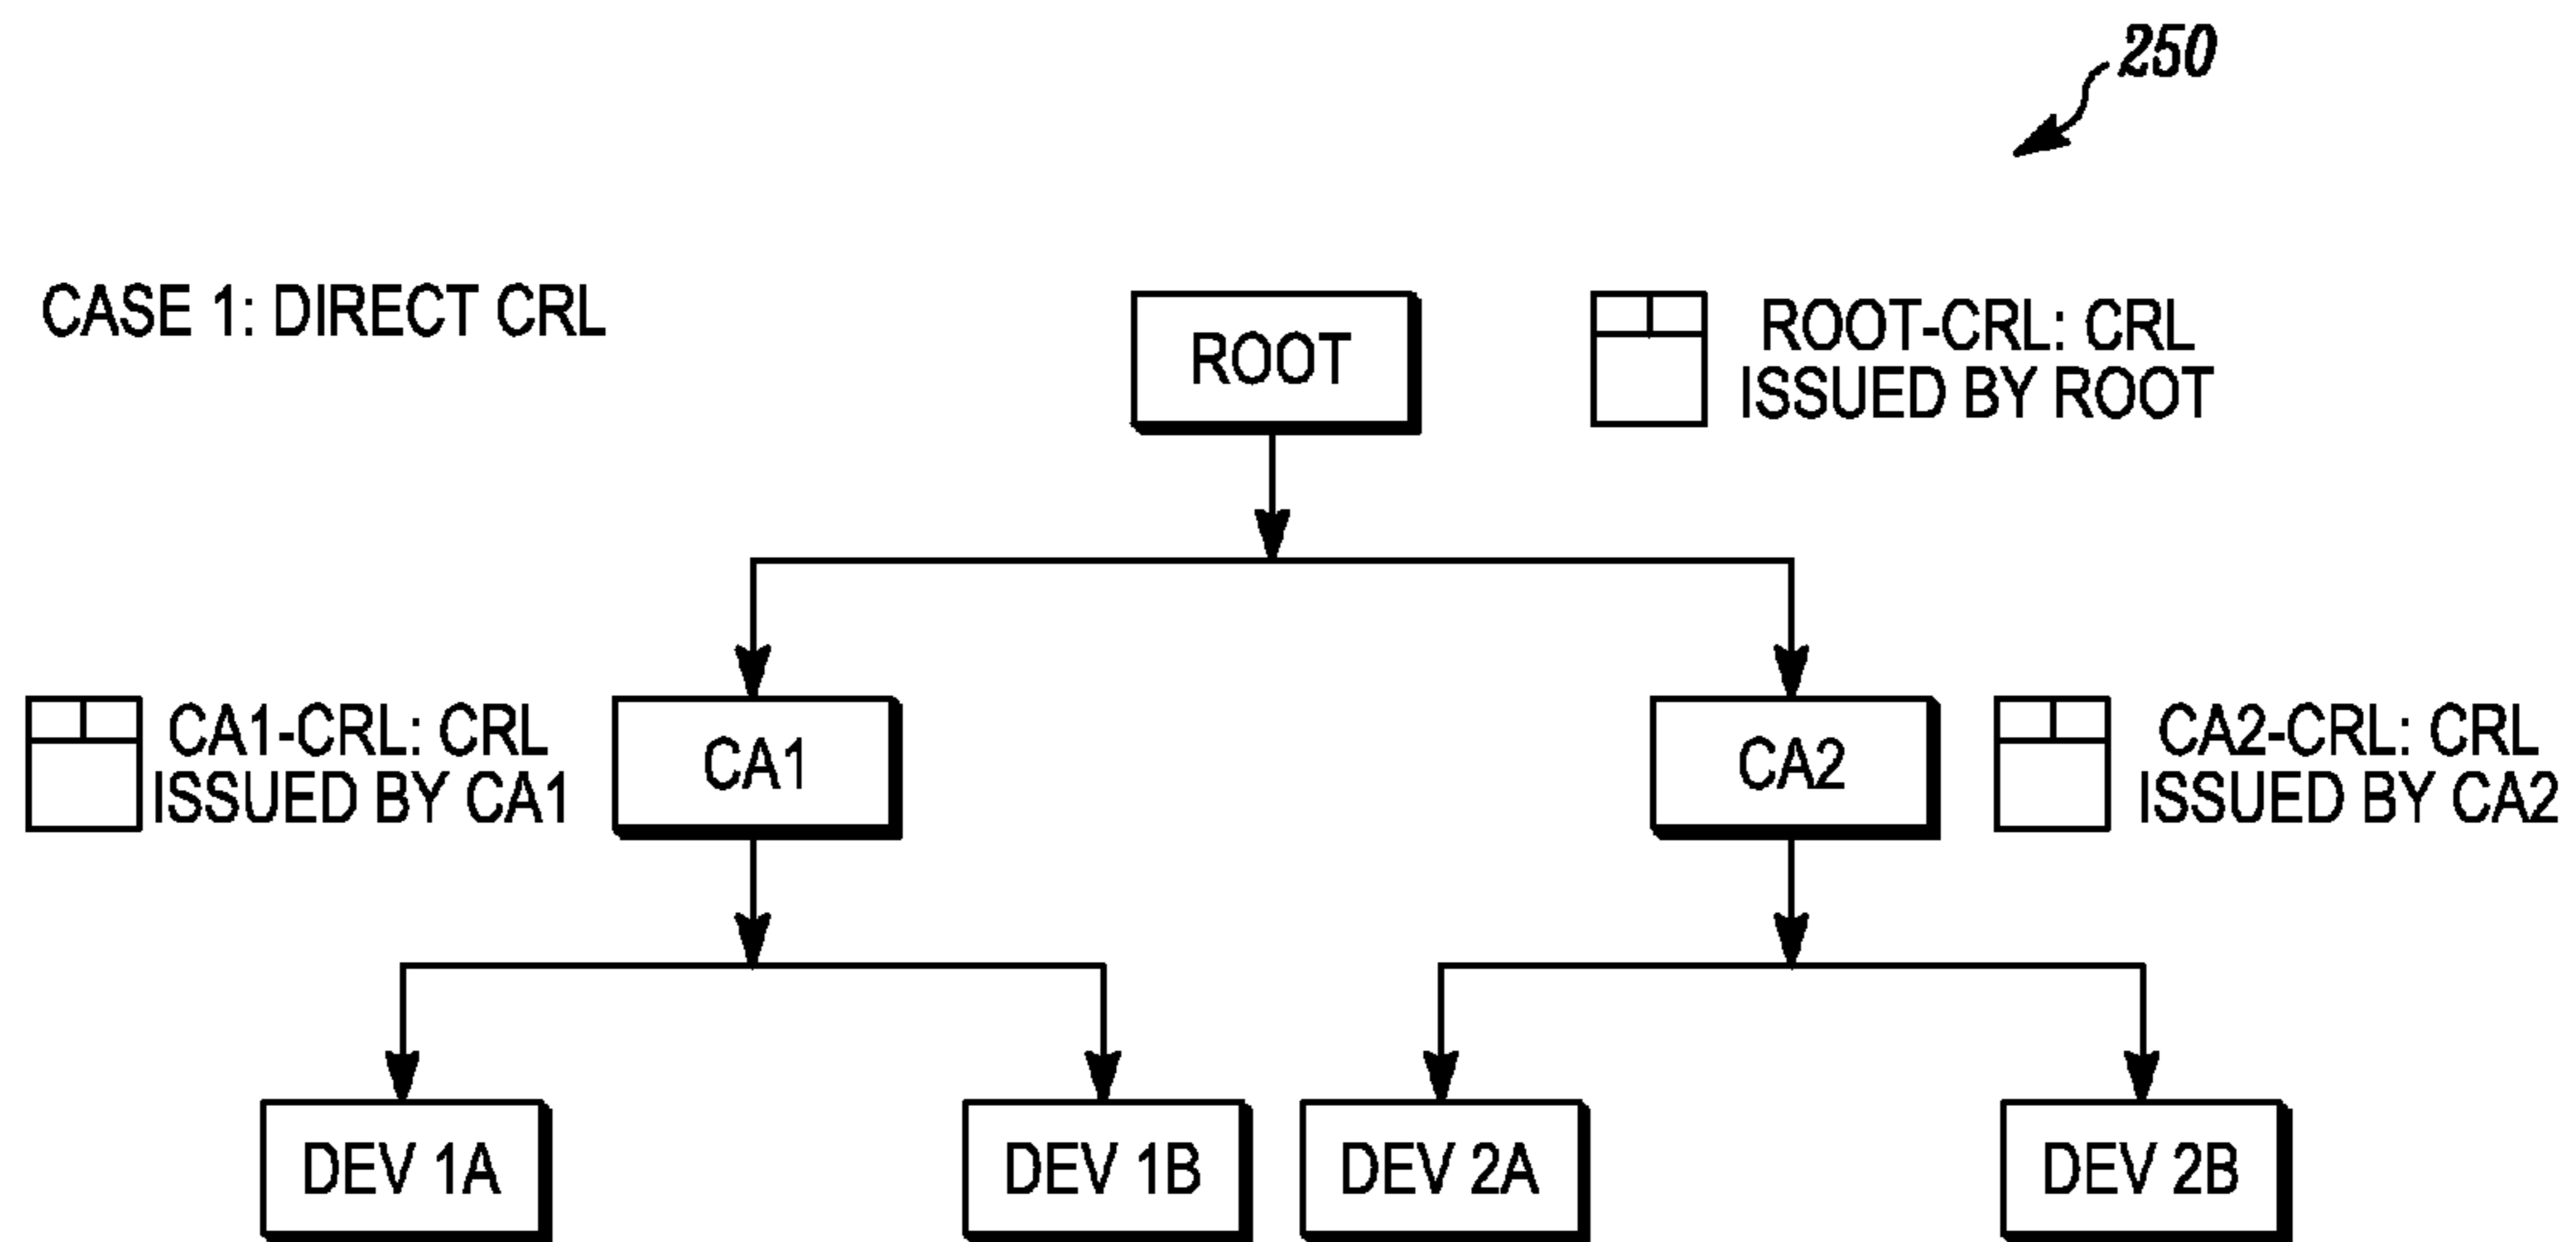 250
CASE 1: DIRECT CRL
ROOT
ROOT-CRL: CRL
ISSUED BY ROOT
CA1-CRL: CRL
ISSUED BY CA1
CA1
CA2
CA2-CRL: CRL
ISSUED BY CA2
DEV 1A
DEV 1B
DEV 2A
DEV 2B